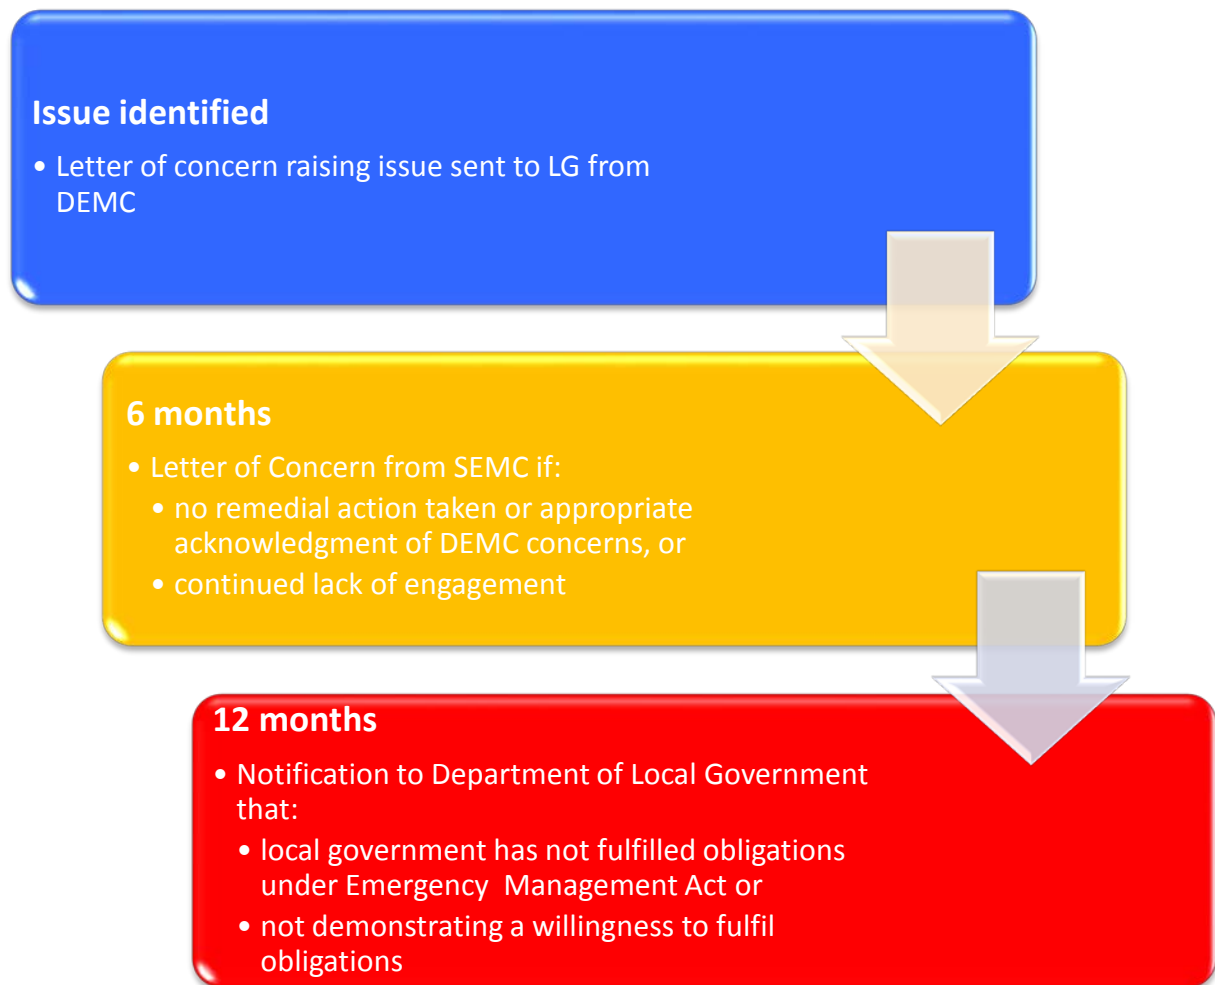 Issue identified
• Letter of concern raising issue sent to LG from
DEMC
6 months
• Letter of Concern from SEMC if:
• no remedial action taken or appropriate
acknowledgment of DEMC concerns, or
• continued lack of engagement
12 months
• Notification to Department of Local Government
that:
• local government has not fulfilled obligations
under Emergency  Management Act or
• not demonstrating a willingness to fulfil
obligations